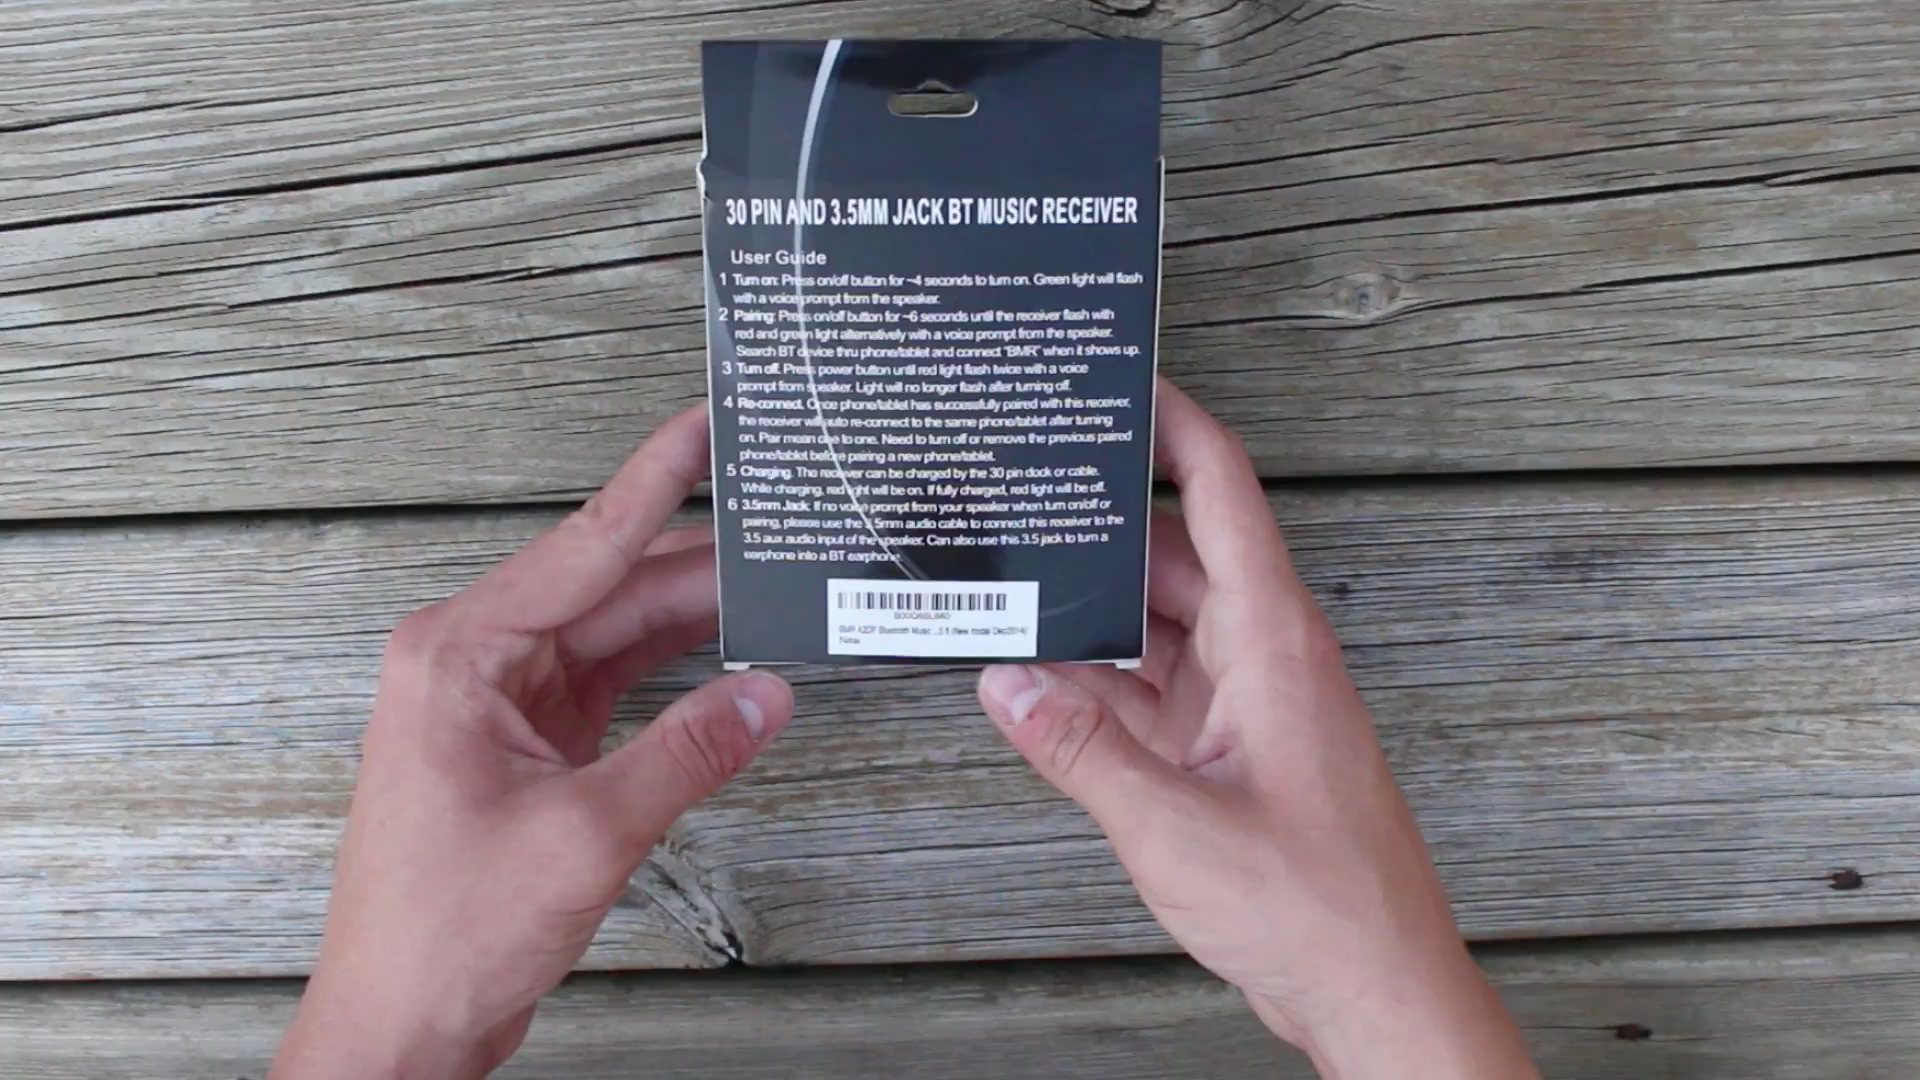 30 PIN AND 3.5MM JACK BT MUSIC RECEIVER
User Guide
1 Turn on: Press on/off button for ~4 seconds to turn on. Green light will flash
with a voice prompt from the speaker.
2 Pairing: Press on/off button for ~6 seconds until the receiver flash with
red and green light alternatively with a voice prompt from the speaker.
Search BT device thru phone/tablet and connect "BMR" when it shows up.
3 Turn off. Press power button until red light flash twice with a voice
prompt from speaker. Light will no longer flash after turning off.
4 Re-connect. Once phone/tablet has successfully paired with this receiver,
the receiver will auto re-connect to the same phone/tablet after turning
on. Pair mean one to one. Need to turn off or remove the previous paired
phone/tablet before pairing a new phone/tablet.
5 Charging. The receiver can be charged by the 30 pin dock or cable.
While charging, red light will be on. If fully charged, red light will be off.
6 3.5mm Jack: If no voice prompt from your speaker when turn on/off or
pairing, please use the 3.5mm audio cable to connect this receiver to the
3.5 aux audio input of the speaker. Can also use this 3.5 jack to turn a
earphone into a BT earphone.
BMR Bluetooth Music (New model Dec2014)